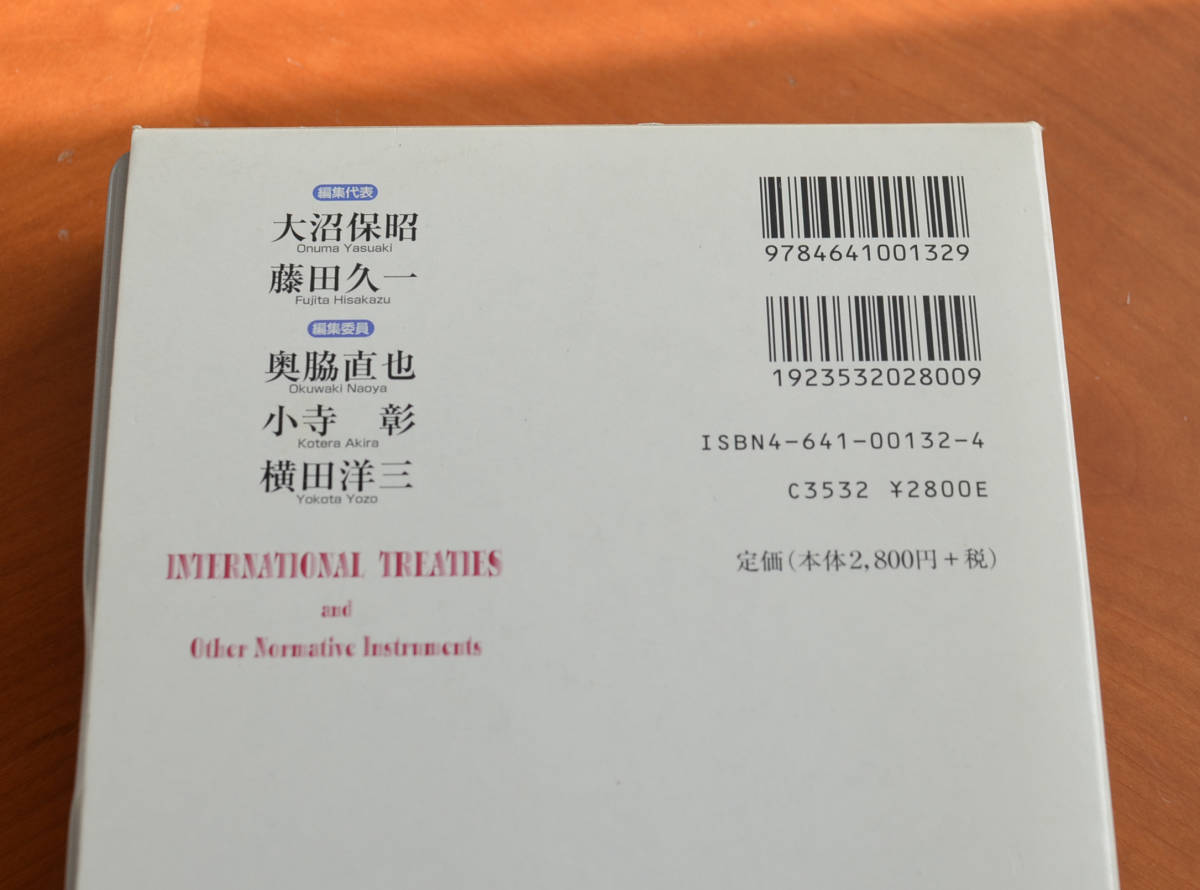 編集代表
大沼保昭
Onuma Yasuaki
藤田久一
Fujita Hisakazu
編集委員
奥脇直也
Okuwaki Naoya
小寺　彰
Kotera Akira
横田洋三
Yokota Yozo
INTERNATIONAL TREATIES
and
Other Normative Instruments
9784641001329
1923532028009
ISBN4-641-00132-4
C3532 ¥2800E
定価(本体2,800円+税)